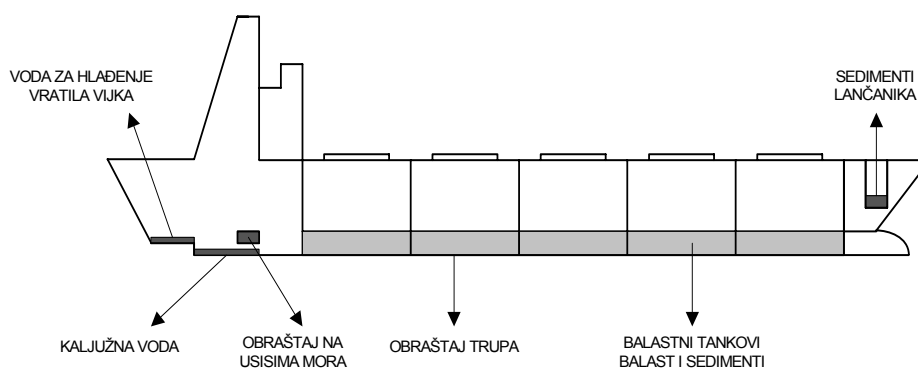 VODA ZA HLAĐENJE
VRATILA VIJKA
SEDIMENTI
LANČANIKA
KALJUŽNA VODA
OBRAŠTAJ NA
USISIMA MORA
OBRAŠTAJ TRUPA
BALASTNI TANKOVI
BALAST I SEDIMENTI